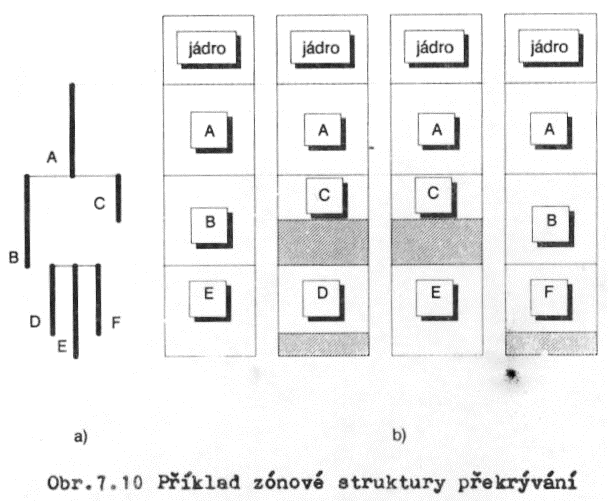 jádro jádro jádro jádro
A A A A A
C C C
B B B
E D E F
D F
E
a) b)
Obr.7.10 Příklad zónové struktury překrývání